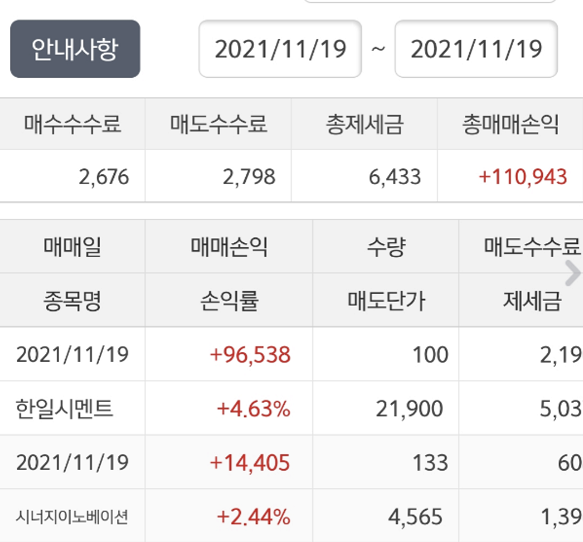 안내사항 2021/11/19 ~ 2021/11/19
매수수수료 매도수수료 총제세금 총매매손익
2,676 2,798 6,433 +110,943
매매일 매매손익 수량 매도수수료
종목명 손익률 매도단가 제세금
2021/11/19 +96,538 100 2,19
한일시멘트 +4.63% 21,900 5,03
2021/11/19 +14,405 133 60
시너지이노베이션 +2.44% 4,565 1,39